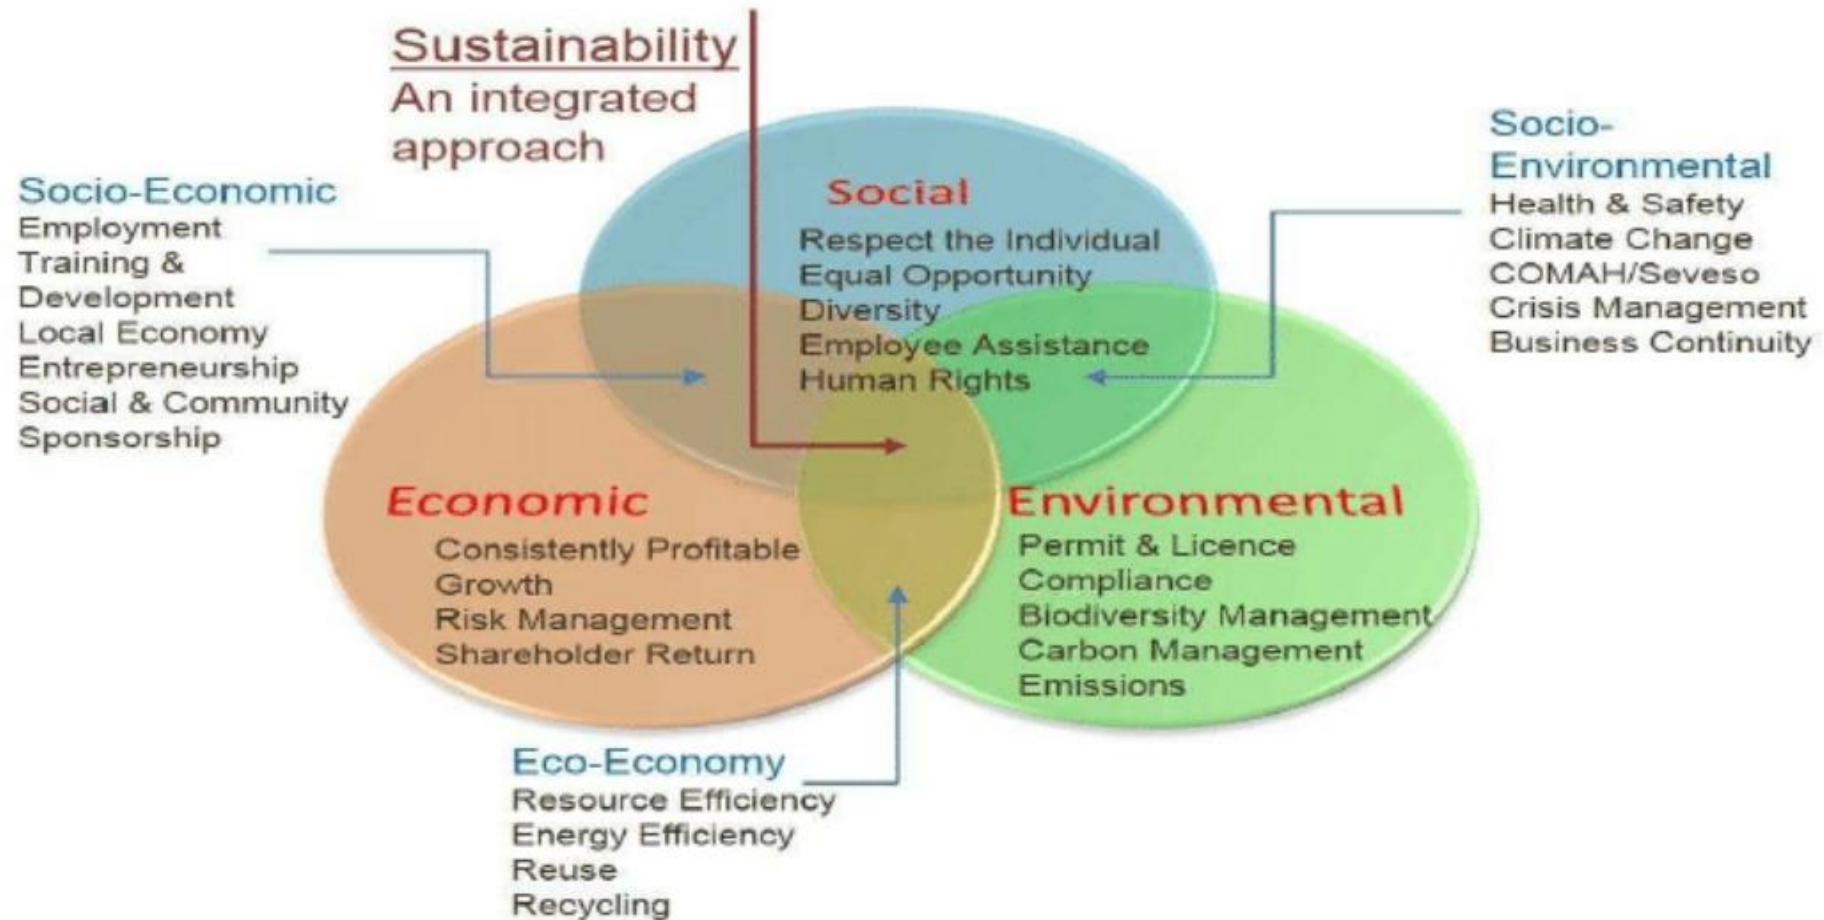 Sustainability
An integrated
approach
Socio-Economic
Employment
Training &
Development
Local Economy
Entrepreneurship
Social & Community
Sponsorship
Social
Respect the Individual
Equal Opportunity
Diversity
Employee Assistance
Human Rights
Socio-
Environmental
Health & Safety
Climate Change
COMAH/Seveso
Crisis Management
Business Continuity
Economic
Consistently Profitable
Growth
Risk Management
Shareholder Return
Environmental
Permit & Licence
Compliance
Biodiversity Management
Carbon Management
Emissions
Eco-Economy
Resource Efficiency
Energy Efficiency
Reuse
Recycling